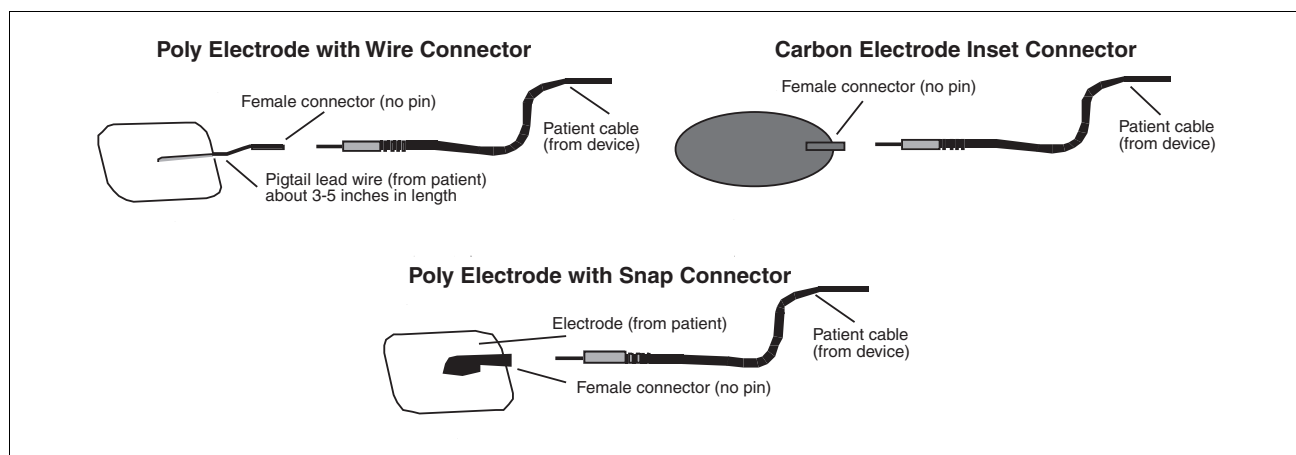 Poly Electrode with Wire Connector
Female connector (no pin)
Patient cable
(from device)
Pigtail lead wire (from patient)
about 3-5 inches in length
Carbon Electrode Inset Connector
Female connector (no pin)
Patient cable
(from device)
Poly Electrode with Snap Connector
Electrode (from patient)
Patient cable
(from device)
Female connector (no pin)